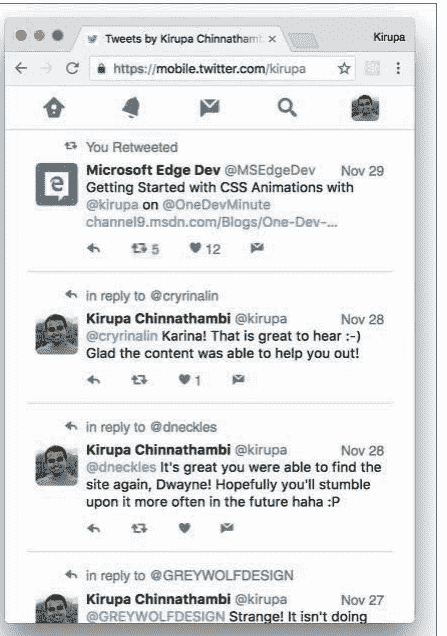 Tweets by Kirupa Chinnathamb
Kirupa
https://mobile.twitter.com/kirupa
You Retweeted
Microsoft Edge Dev @MSEdgeDev Nov 29
Getting Started with CSS Animations with
@kirupa on @OneDevMinute
channel9.msdn.com/Blogs/One-Dev-...
5 12
in reply to @cryrinalin
Kirupa Chinnathambi @kirupa Nov 28
@cryrinalin Karina! That is great to hear :-)
Glad the content was able to help you out!
1
in reply to @dneckles
Kirupa Chinnathambi @kirupa Nov 28
@dneckles It's great you were able to find the
site again, Dwayne! Hopefully you'll stumble
upon it more often in the future haha :P
in reply to @GREYWOLFDESIGN
Kirupa Chinnathambi @kirupa Nov 27
@GREYWOLFDESIGN Strange! It isn't doing